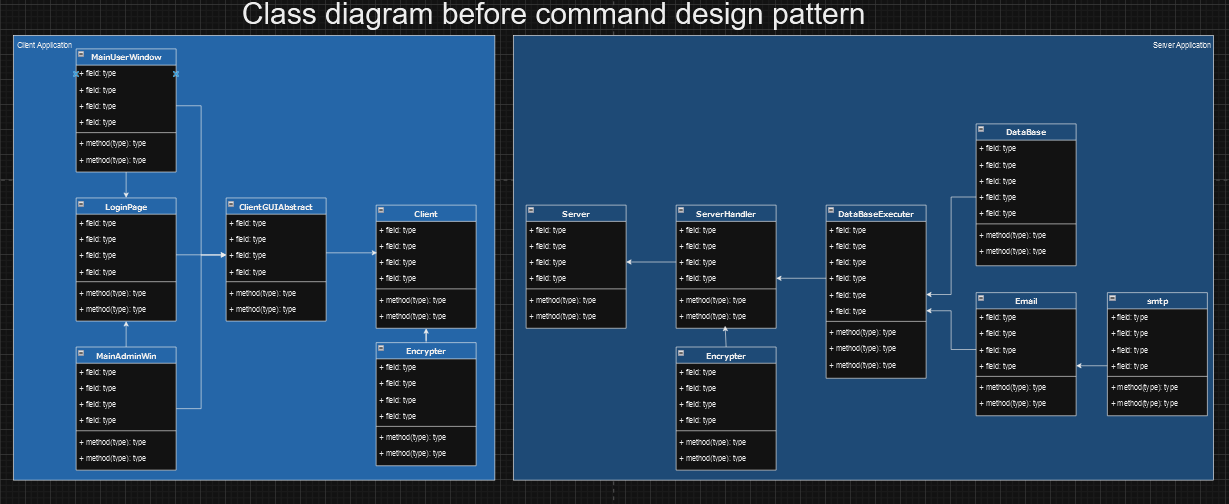 Class diagram before command design pattern
Client Application
MainUserWindow
+ field: type
+ field: type
+ field: type
+ field: type
+ method(type): type
+ method(type): type
LoginPage
+ field: type
+ field: type
+ field: type
+ field: type
+ method(type): type
+ method(type): type
MainAdminWin
+ field: type
+ field: type
+ field: type
+ field: type
+ method(type): type
+ method(type): type
ClientGUIAbstract
+ field: type
+ field: type
+ field: type
+ field: type
+ method(type): type
+ method(type): type
Client
+ field: type
+ field: type
+ field: type
+ field: type
+ method(type): type
+ method(type): type
Encrypter
+ field: type
+ field: type
+ field: type
+ field: type
+ method(type): type
+ method(type): type
Server Application
Server
+ field: type
+ field: type
+ field: type
+ field: type
+ method(type): type
+ method(type): type
ServerHandler
+ field: type
+ field: type
+ field: type
+ field: type
+ method(type): type
+ method(type): type
Encrypter
+ field: type
+ field: type
+ field: type
+ field: type
+ method(type): type
+ method(type): type
DataBaseExecuter
+ field: type
+ field: type
+ field: type
+ field: type
+ field: type
+ field: type
+ method(type): type
+ method(type): type
+ method(type): type
DataBase
+ field: type
+ field: type
+ field: type
+ field: type
+ field: type
+ method(type): type
+ method(type): type
Email
+ field: type
+ field: type
+ field: type
+ field: type
+ method(type): type
+ method(type): type
smtp
+ field: type
+ field: type
+ field: type
+ field: type
+ method(type): type
+ method(type): type